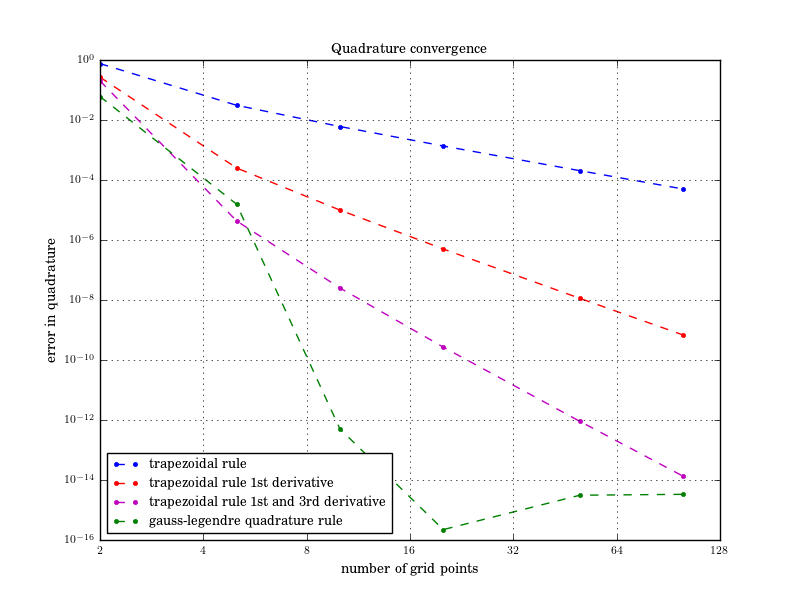 Quadrature convergence
10^0
10^−2
10^−4
10^−6
10^−8
10^−10
10^−12
10^−14
10^−16
error in quadrature
trapezoidal rule
trapezoidal rule 1st derivative
trapezoidal rule 1st and 3rd derivative
gauss-legendre quadrature rule
2 4 8 16 32 64 128
number of grid points